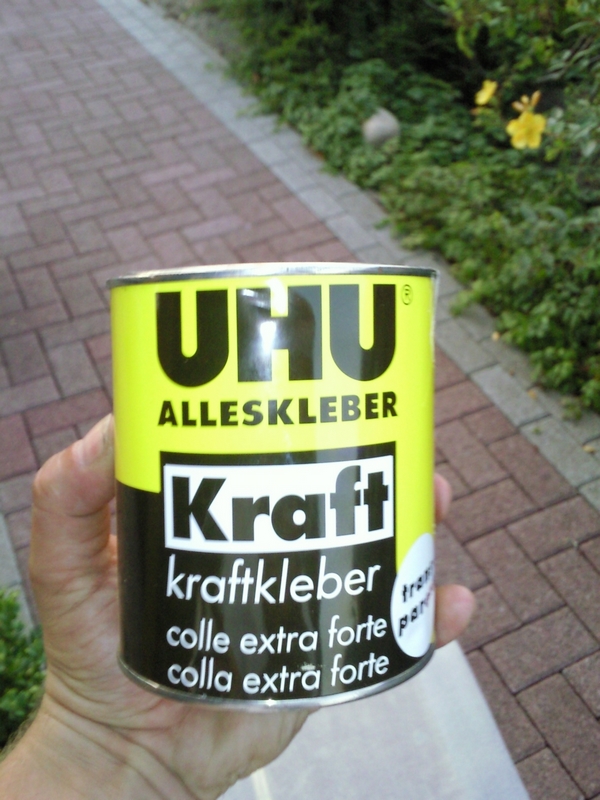 UHU®
ALLESKLEBER
Kraft
kraftkleber
colle extra forte
colla extra forte